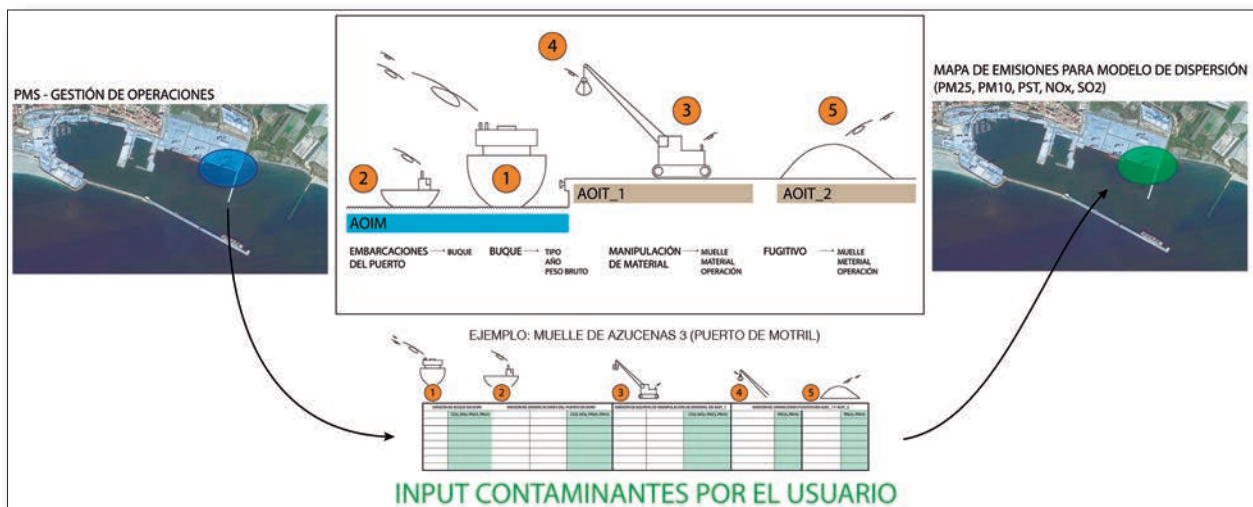 PMS - GESTIÓN DE OPERACIONES
4
3
5
2
1
AOIT_1
AOIT_2
AOIM
EMBARCACIONES
DEL PUERTO
BUQUE
BUQUE
TIPO
AÑO
PESO BRUTO
MANIPULACIÓN
DE MATERIAL
MUELLE
MATERIAL
OPERACIÓN
FUGITIVO
MUELLE
METERIAL
OPERACIÓN
MAPA DE EMISIONES PARA MODELO DE DISPERSIÓN
(PM25, PM10, PST, NOx, SO2)
EJEMPLO: MUELLE DE AZUCENAS 3 (PUERTO DE MOTRIL)
1
2
3
4
5
INPUT CONTAMINANTES POR EL USUARIO